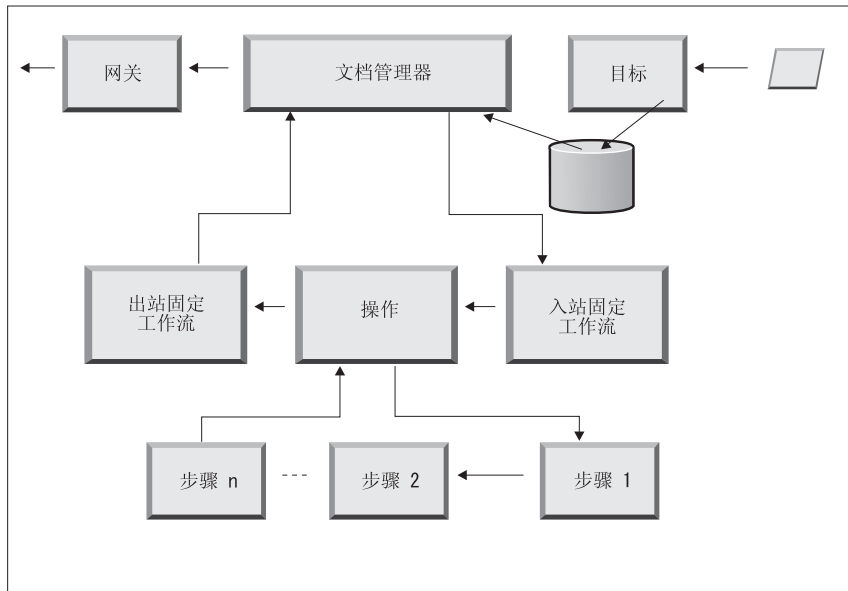 网关
文档管理器
目标
出站固定
工作流
操作
入站固定
工作流
步骤 n
步骤 2
步骤 1